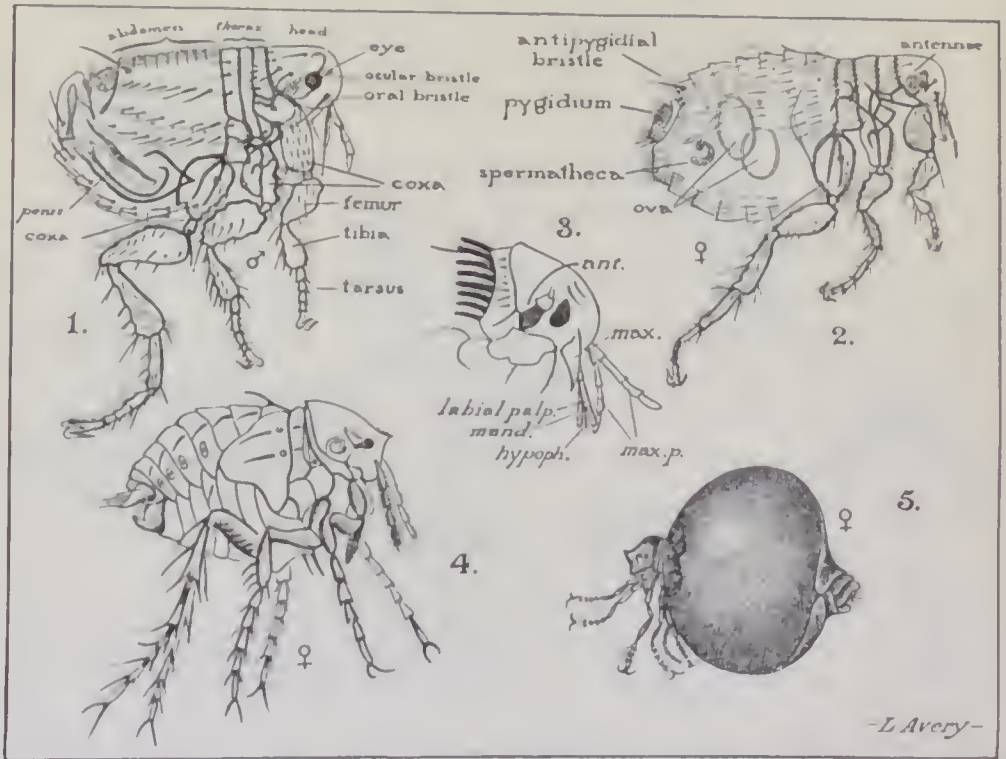 abdomen
thorax
head
eye
ocular bristle
oral bristle
coxa
femur
tibia
tarsus
penis
coxa
♂
1.
antipygidial
bristle
pygidium
spermatheca
ova
antennae
♀
2.
3.
ant.
max.
labial palp.
mand.
hypoph.
max.p.
4.
♀
5.
♀
-L Avery-